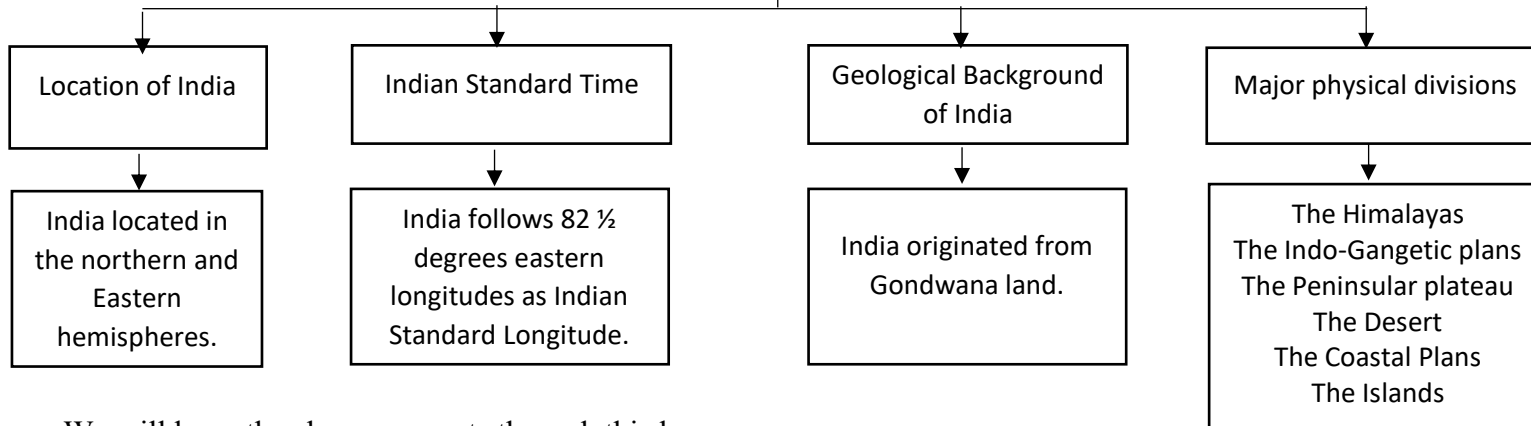 Location of India
Indian Standard Time
Geological Background
of India
Major physical divisions
India located in
the northern and
Eastern
hemispheres.
India follows 82 ½
degrees eastern
longitudes as Indian
Standard Longitude.
India originated from
Gondwana land.
The Himalayas
The Indo-Gangetic plans
The Peninsular plateau
The Desert
The Coastal Plans
The Islands